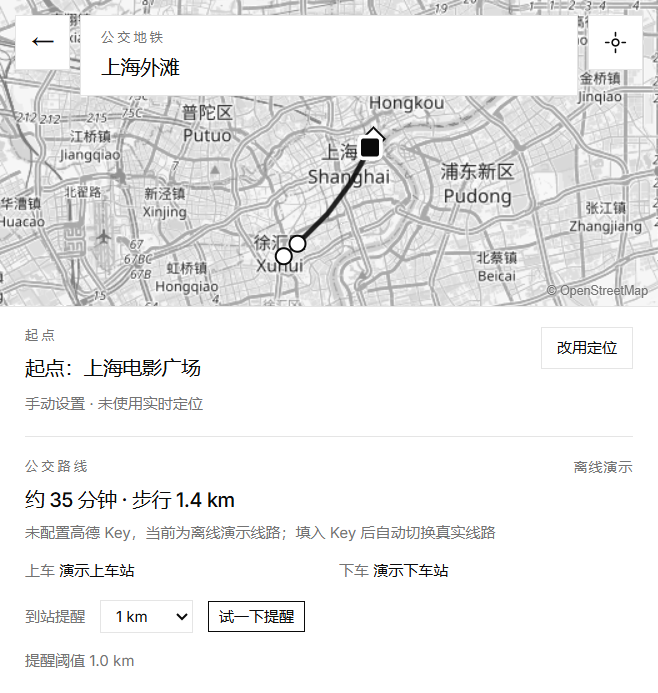 公交地铁
上海外滩
金桥镇
Jinqiao
Hongkou
普陀区
Putuo
212
215C
江桥镇
Jiangqiao
上海
Shanghai
浦东新区
Pudong
北翟路
华漕镇
Huacao
新泾镇
Xinjing
张江镇
Zhangjiang
徐汇
Xuhui
67
67B
67BC
虹桥镇
Hongqiao
15
北蔡镇
Beicai
© OpenStreetMap
起点
起点：上海电影广场
改用定位
手动设置 · 未使用实时定位
公交路线
离线演示
约 35 分钟 · 步行 1.4 km
未配置高德 Key，当前为离线演示线路；填入 Key 后自动切换真实线路
上车 演示上车站
下车 演示下车站
到站提醒 1 km 试一下提醒
提醒阈值 1.0 km